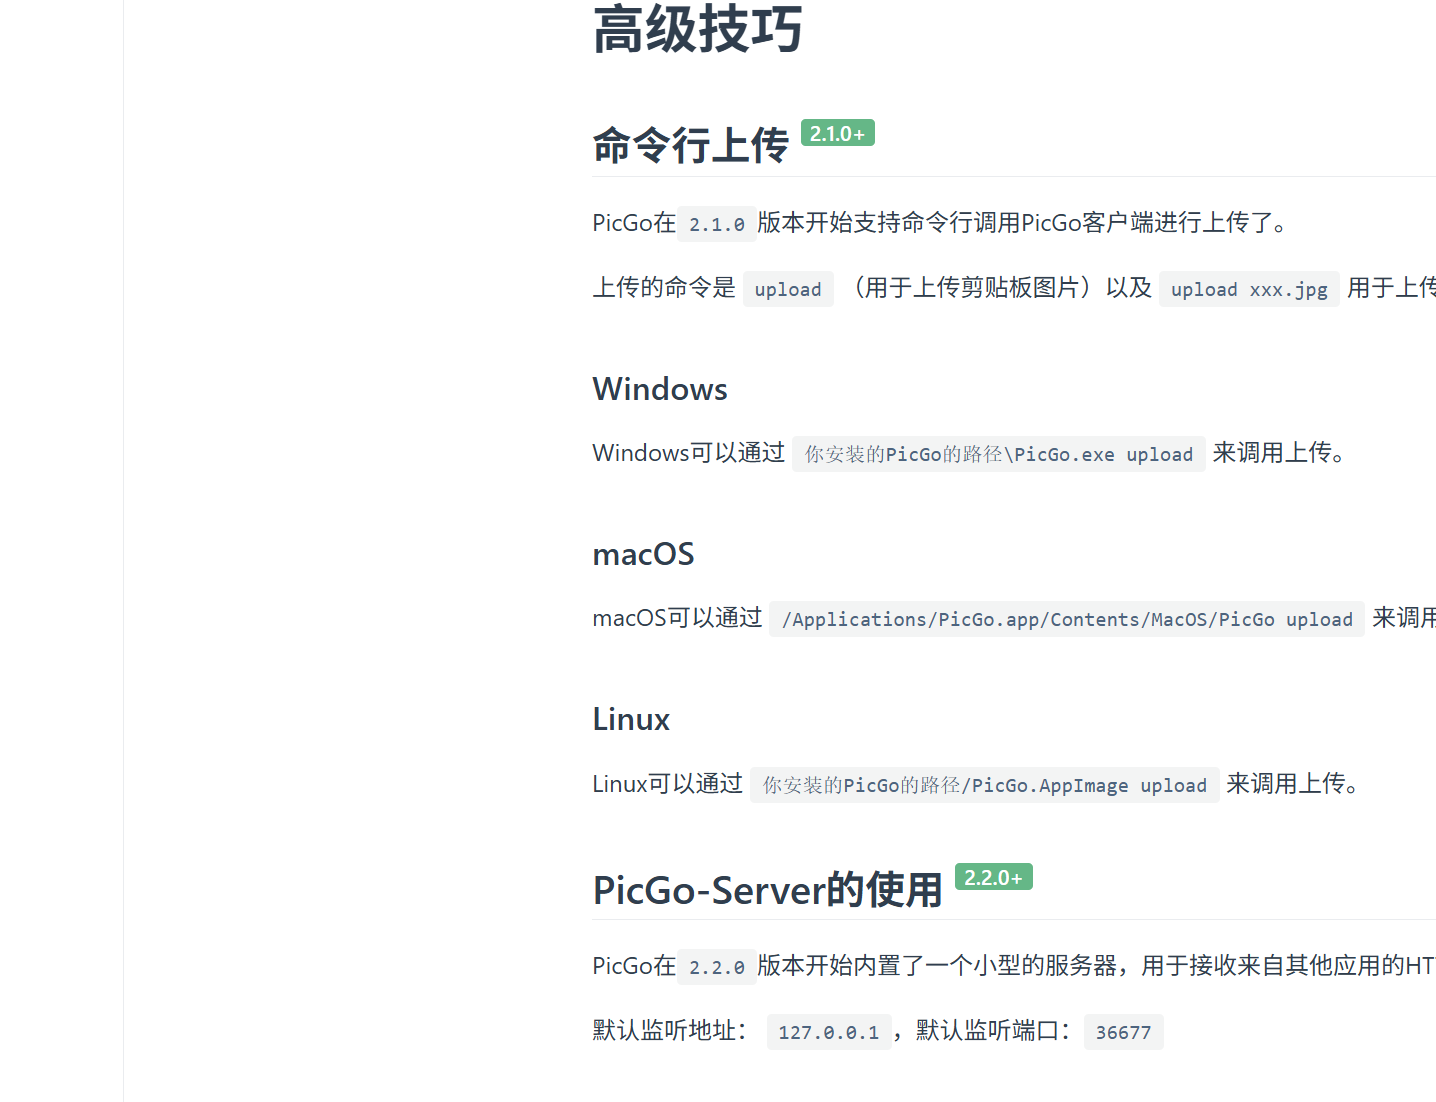 高级技巧
命令行上传 2.1.0+
PicGo在 2.1.0 版本开始支持命令行调用PicGo客户端进行上传了。
上传的命令是 upload （用于上传剪贴板图片）以及 upload xxx.jpg 用于上传
Windows
Windows可以通过 你安装的PicGo的路径\PicGo.exe upload 来调用上传。
macOS
macOS可以通过 /Applications/PicGo.app/Contents/MacOS/PicGo upload 来调用
Linux
Linux可以通过 你安装的PicGo的路径/PicGo.AppImage upload 来调用上传。
PicGo-Server的使用 2.2.0+
PicGo在 2.2.0 版本开始内置了一个小型的服务器，用于接收来自其他应用的HT
默认监听地址： 127.0.0.1 ，默认监听端口： 36677